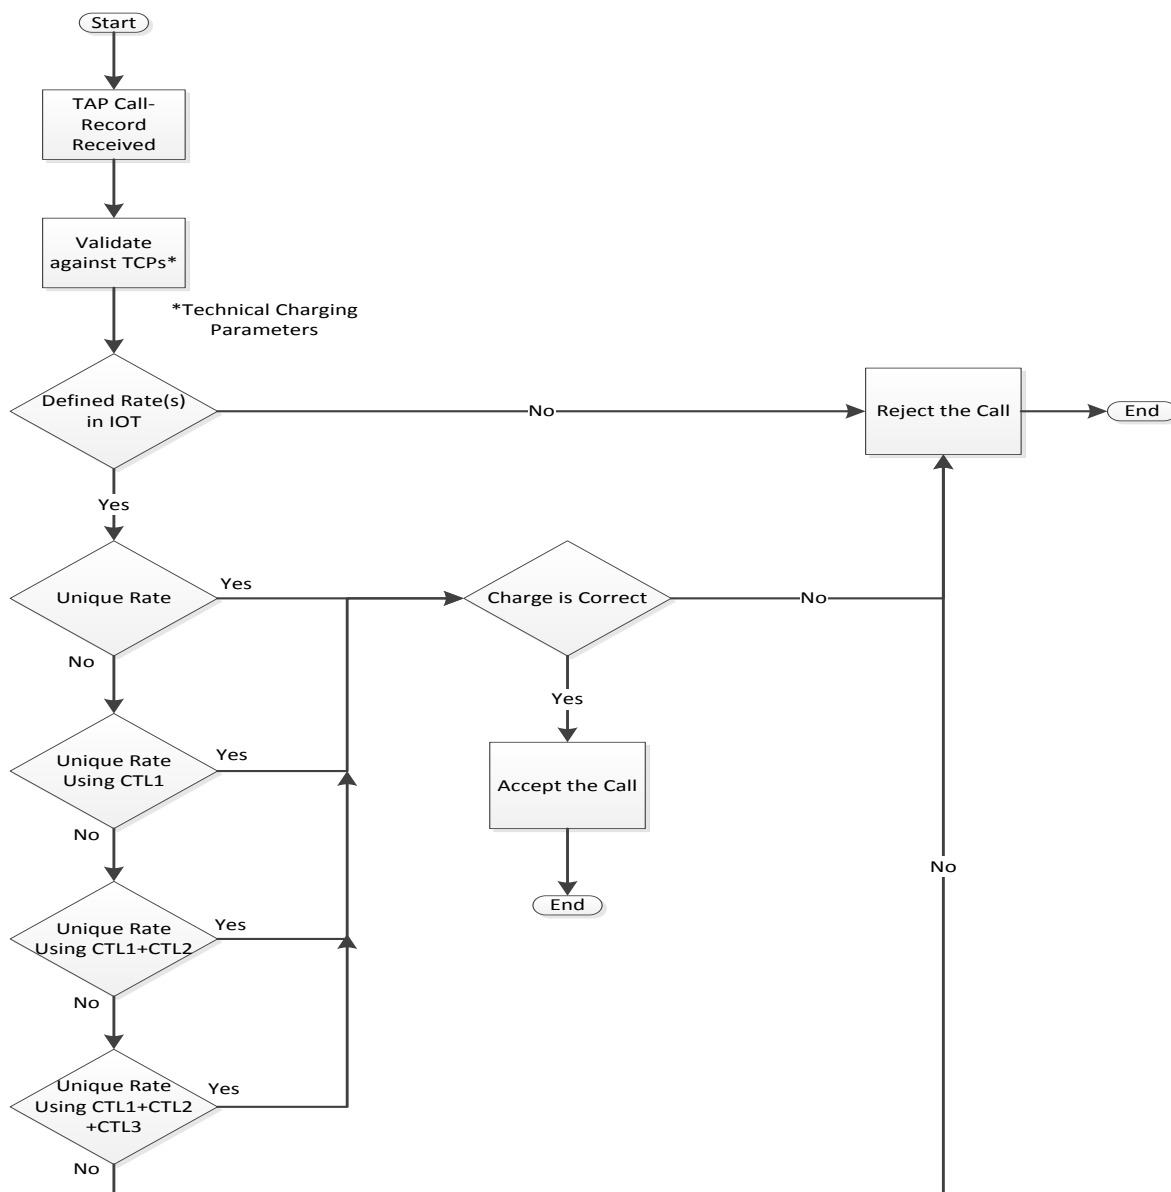 Start
TAP Call-
Record
Received
Validate
against TCPs*
*Technical Charging
Parameters
Defined Rate(s)
in IOT
No
Reject the Call
End
Yes
Unique Rate
Yes
Charge is Correct
No
No
Yes
Unique Rate
Using CTL1
Yes
Accept the Call
No
No
End
Unique Rate
Using CTL1+CTL2
Yes
No
Unique Rate
Using CTL1+CTL2
+CTL3
Yes
No